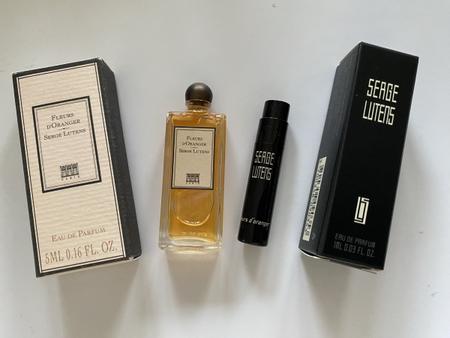 FLEURS
D'ORANGER
SERGE LUTENS
PARIS
EAU DE PARFUM
5ML 0.16 FL. OZ.
FLEURS
D'ORANGER
SERGE LUTENS
SERGE
LUTENS
urs d'oranger
SERGE
LUTENS
EAU DE PARFUM
1ML 0.03 FL. OZ.